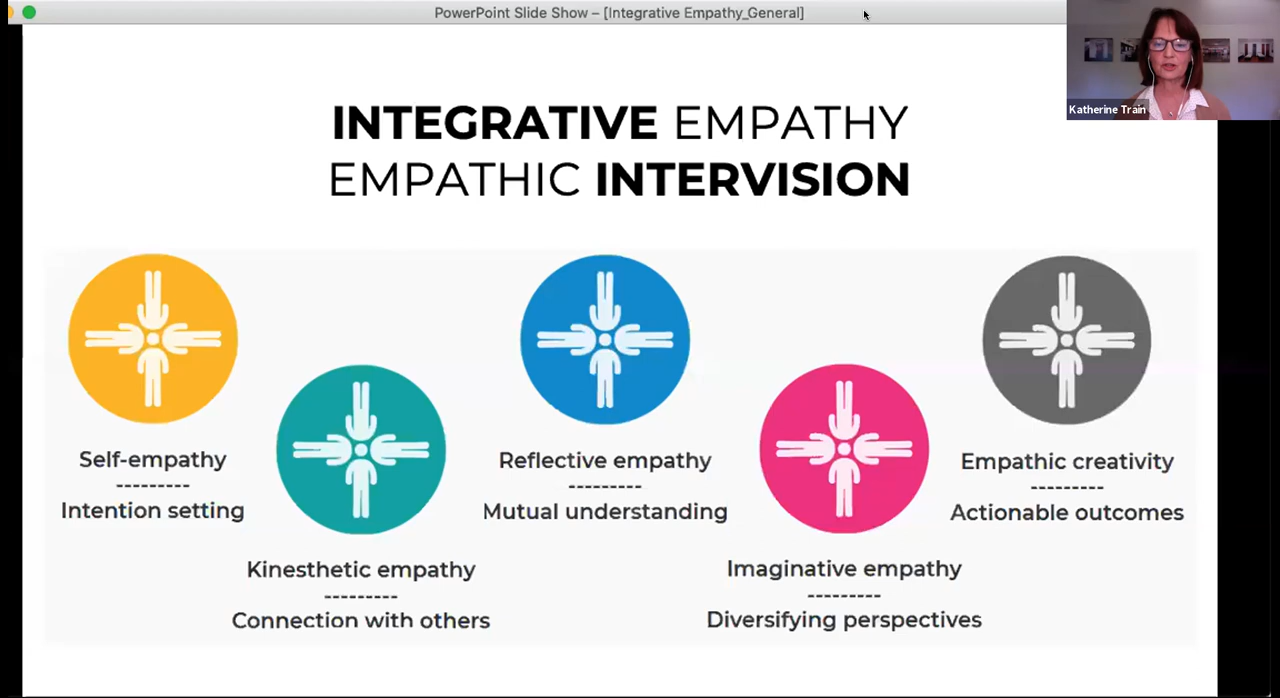 PowerPoint Slide Show – [Integrative Empathy_General]
Katherine Train
INTEGRATIVE EMPATHY
EMPATHIC INTERVISION
Self-empathy
---------
Intention setting
Kinesthetic empathy
---------
Connection with others
Reflective empathy
---------
Mutual understanding
Imaginative empathy
---------
Diversifying perspectives
Empathic creativity
---------
Actionable outcomes